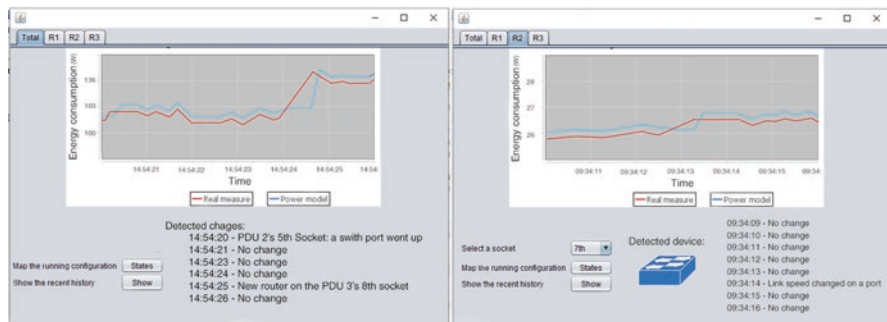 Total R1 R2 R3
Energy consumption (W)
136
103
100
14:54:21 14:54:22 14:54:23 14:54:24 14:54:25 14:54:
Time
Real measure Power model
Detected chages:
14:54:20 - PDU 2's 5th Socket: a swith port went up
14:54:21 - No change
14:54:23 - No change
14:54:24 - No change
14:54:25 - New router on the PDU 3's 8th socket
14:54:26 - No change
Map the running configuration States
Show the recent history Show
Total R1 R2 R3
Energy consumption (W)
28
27
26
09:34:11 09:34:12 09:34:13 09:34:14 09:34:15 09:34:
Time
Real measure Power model
Select a socket 7th
Map the running configuration States
Show the recent history Show
Detected device:
09:34:09 - No change
09:34:10 - No change
09:34:11 - No change
09:34:12 - No change
09:34:13 - No change
09:34:14 - Link speed changed on a port
09:34:15 - No change
09:34:16 - No change